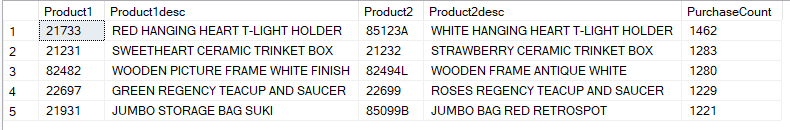 Product1 Product1desc Product2 Product2desc PurchaseCount
1 21733 RED HANGING HEART T-LIGHT HOLDER 85123A WHITE HANGING HEART T-LIGHT HOLDER 1462
2 21231 SWEETHEART CERAMIC TRINKET BOX 21232 STRAWBERRY CERAMIC TRINKET BOX 1283
3 82482 WOODEN PICTURE FRAME WHITE FINISH 82494L WOODEN FRAME ANTIQUE WHITE 1280
4 22697 GREEN REGENCY TEACUP AND SAUCER 22699 ROSES REGENCY TEACUP AND SAUCER 1229
5 21931 JUMBO STORAGE BAG SUKI 85099B JUMBO BAG RED RETROSPOT 1221